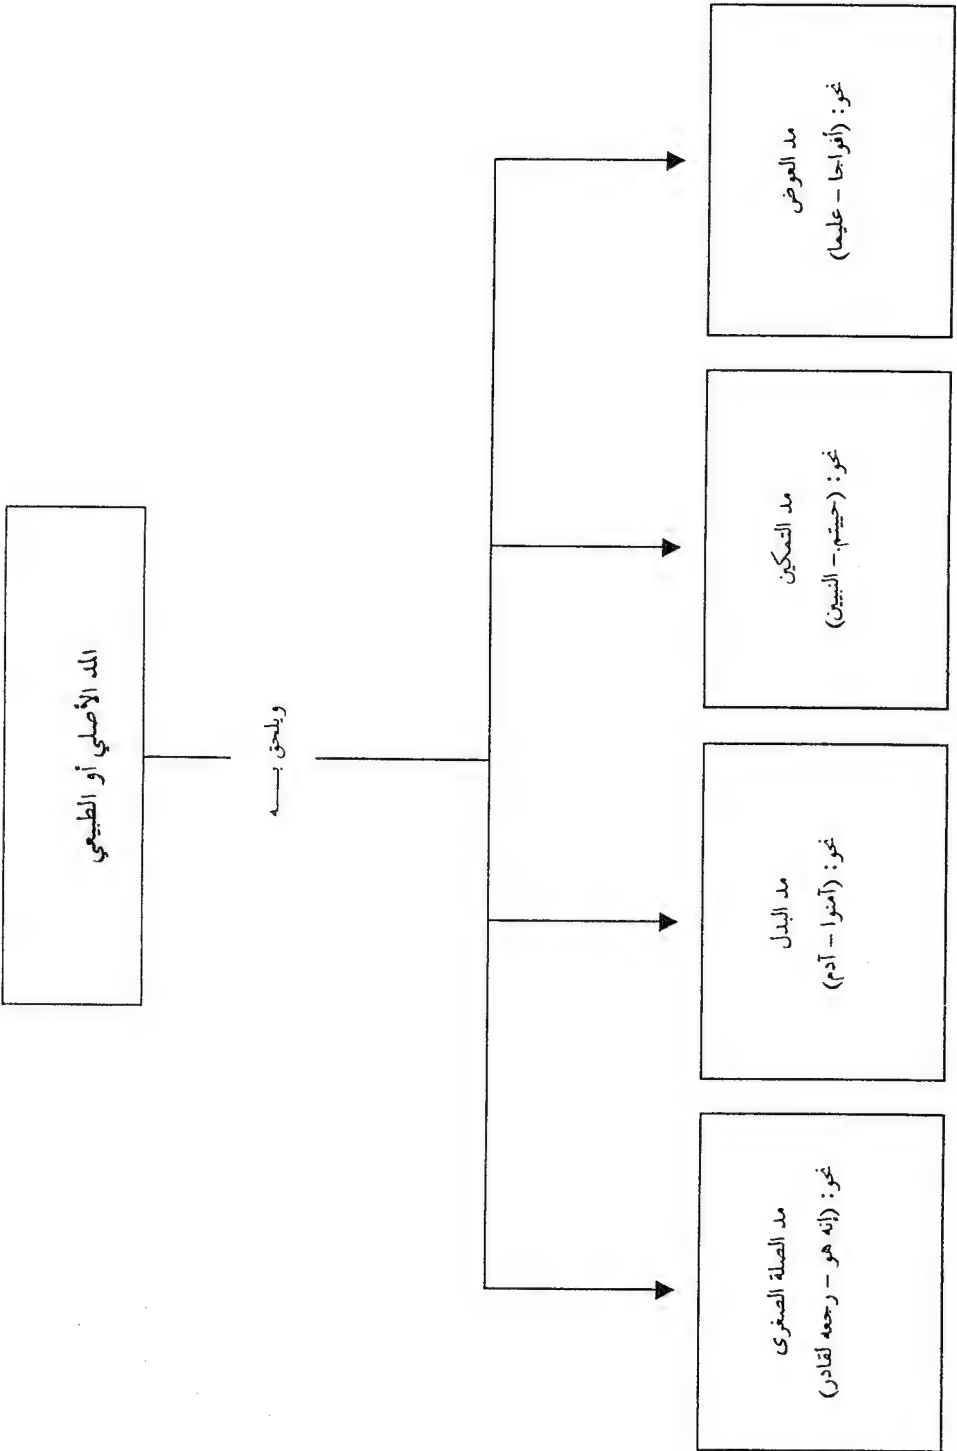 المد الأصلي أو الطبيعي
ويلحق بــــه
مد العوض
نحو: (أفواجا – عليما)
مد التمكين
نحو: (حييتم – النبيين)
مد البدل
نحو: (آمنوا – آدم)
مد الصلة الصغرى
نحو: (إنه هو – رجعه لقادر)